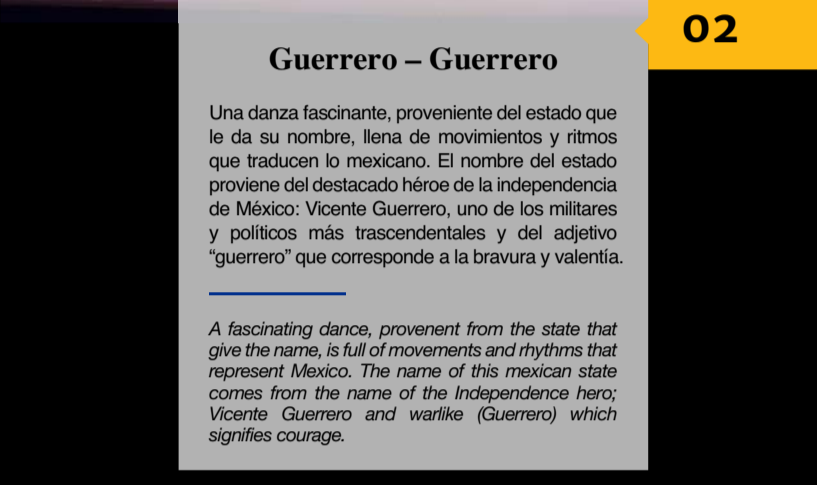 02
Guerrero – Guerrero
Una danza fascinante, proveniente del estado que
le da su nombre, llena de movimientos y ritmos
que traducen lo mexicano. El nombre del estado
proviene del destacado héroe de la independencia
de México: Vicente Guerrero, uno de los militares
y políticos más trascendentales y del adjetivo
“guerrero” que corresponde a la bravura y valentía.
A fascinating dance, provenent from the state that
give the name, is full of movements and rhythms that
represent Mexico. The name of this mexican state
comes from the name of the Independence hero;
Vicente Guerrero and warlike (Guerrero) which
signifies courage.